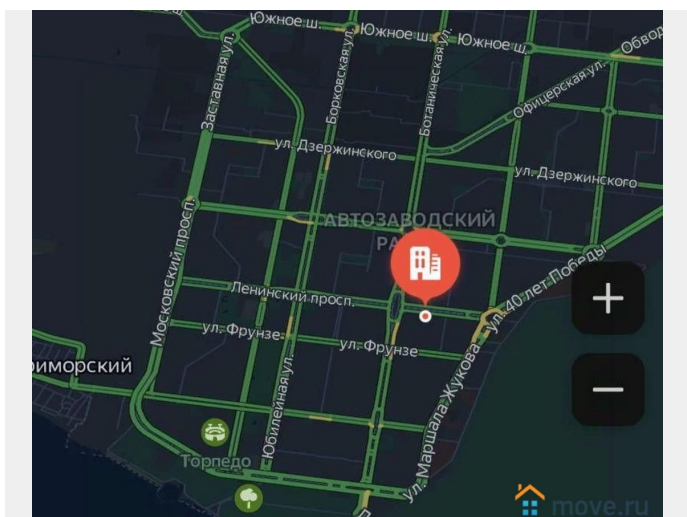 Южное ш.
Южное ш.
Южное ш.
Обвод
Заставная ул.
Борковская ул.
Ботаническая ул.
Офицерская ул.
ул. Дзержинского
ул. Дзержинского
АВТОЗАВОДСКИЙ
РА
Московский просп.
Ленинский просп.
ул. 40 лет Победы
ул. Фрунзе
ул. Фрунзе
риморский
Юбилейная ул.
ул. Маршала Жукова
Торпедо
move.ru